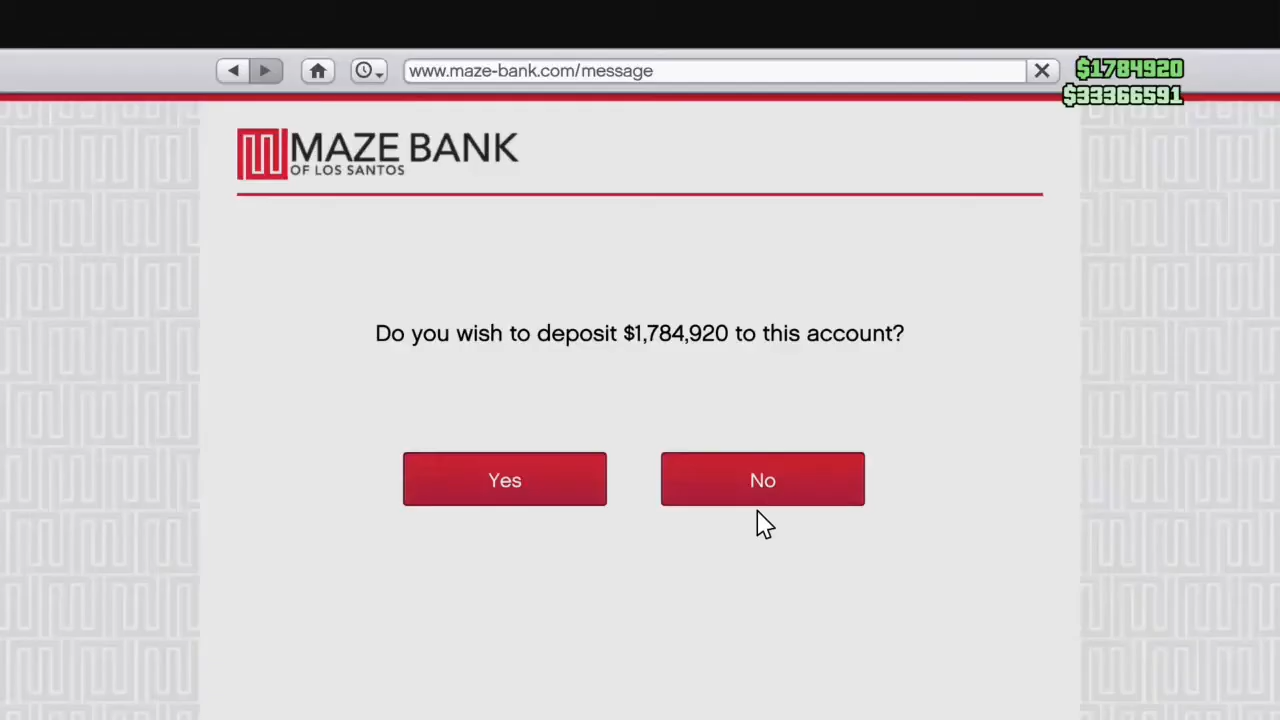 www.maze-bank.com/message
$1784920
$33366591
MAZE BANK
OF LOS SANTOS
Do you wish to deposit $1,784,920 to this account?
Yes
No